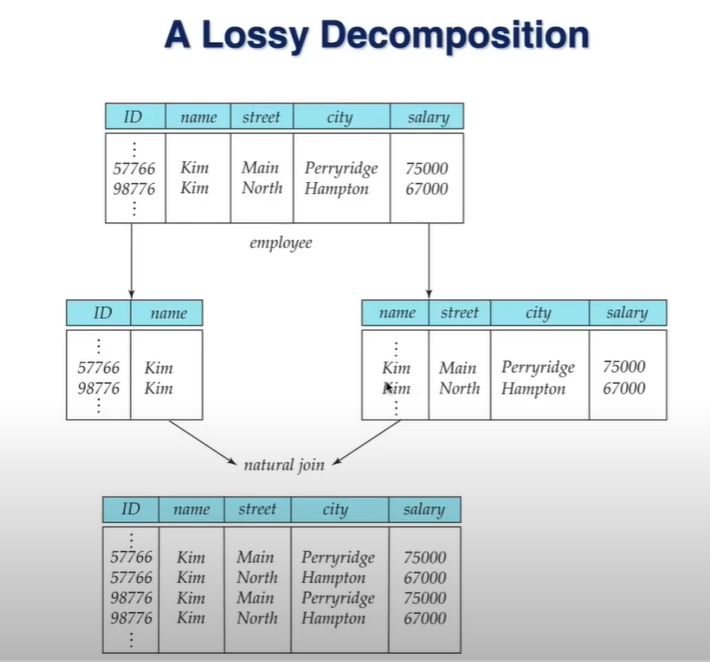 A Lossy Decomposition
ID name street city salary
⋮
57766 Kim Main Perryridge 75000
98776 Kim North Hampton 67000
⋮
employee
ID name
⋮
57766 Kim
98776 Kim
⋮
name street city salary
⋮
Kim Main Perryridge 75000
Kim North Hampton 67000
⋮
natural join
ID name street city salary
⋮
57766 Kim Main Perryridge 75000
57766 Kim North Hampton 67000
98776 Kim Main Perryridge 75000
98776 Kim North Hampton 67000
⋮